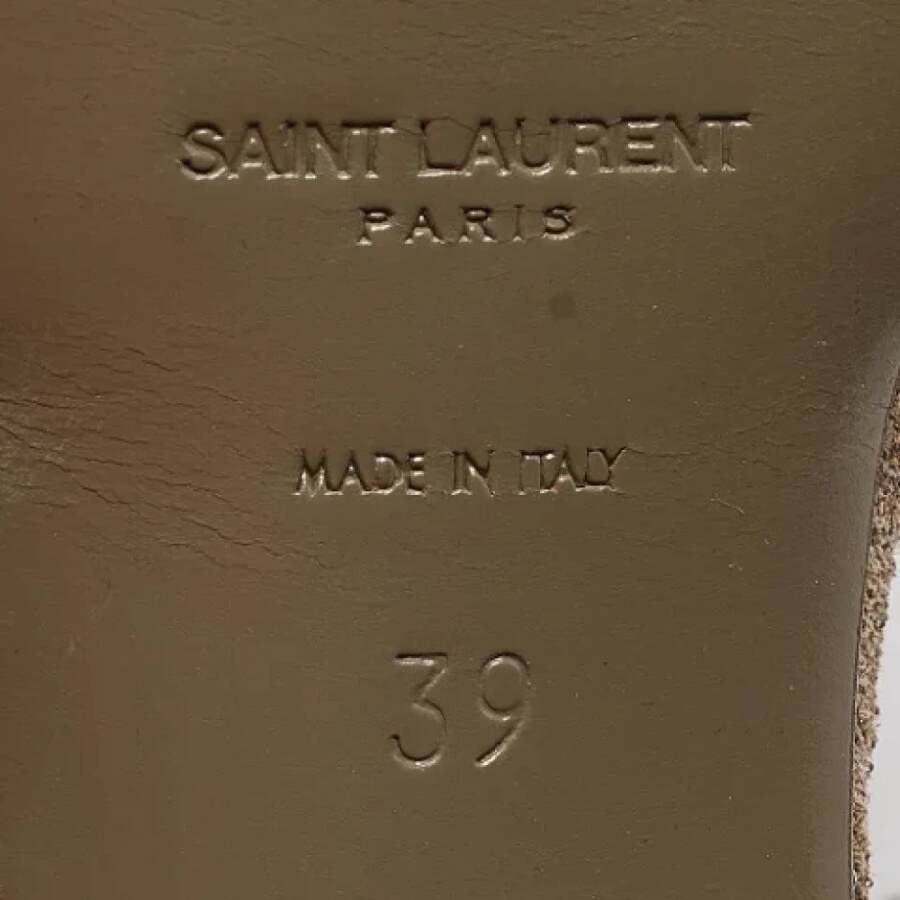 SAINT LAURENT
PARIS
MADE IN ITALY
39